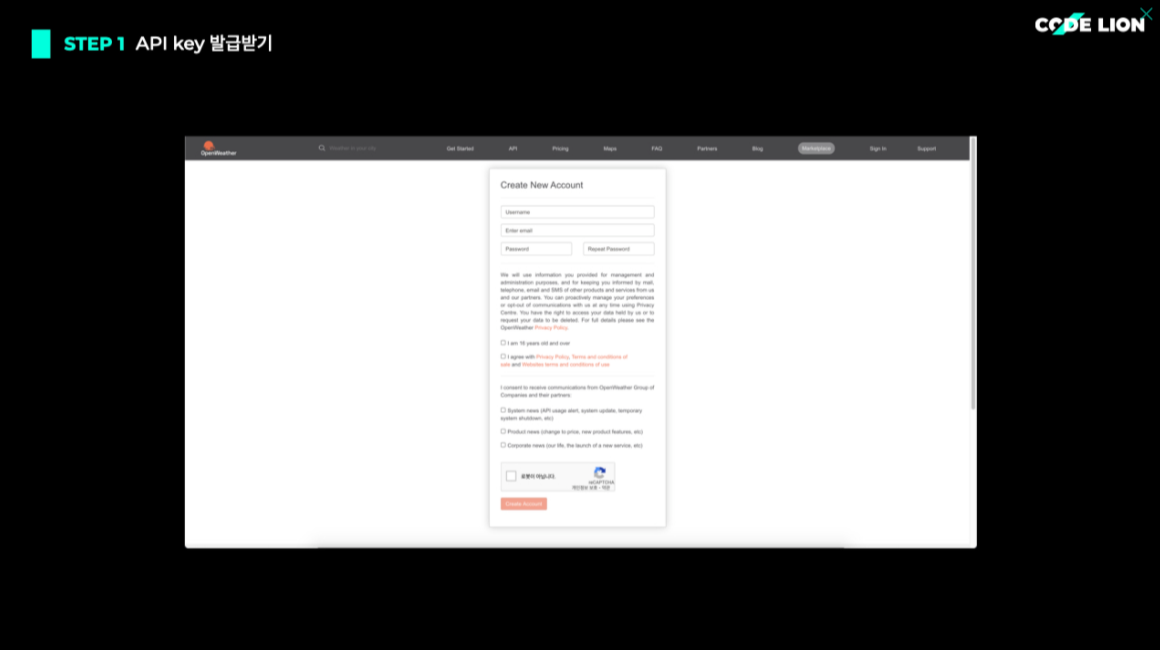 STEP 1 API key 발급받기
CODE LION
OpenWeather
Weather in your city
Get Started
API
Pricing
Maps
FAQ
Partners
Blog
Marketplace
Sign In
Support
Create New Account
Username
Enter email
Password
Repeat Password
We will use information you provided for management and
administration purposes, and for keeping you informed by mail,
telephone, email and SMS of other products and services from us
and our partners. You can proactively manage your preferences
or opt-out of communications with us at any time using Privacy
Centre. You have the right to access your data held by us or to
request your data to be deleted. For full details please see the
OpenWeather Privacy Policy.
I am 16 years old and over
I agree with Privacy Policy, Terms and conditions of
sale and Websites terms and conditions of use
I consent to receive communications from OpenWeather Group of
Companies and their partners:
System news (API usage alert, system update, temporary
system shutdown, etc)
Product news (change to price, new product features, etc)
Corporate news (our life, the launch of a new service, etc)
로봇이 아닙니다.
reCAPTCHA
개인정보 보호 - 약관
Create Account